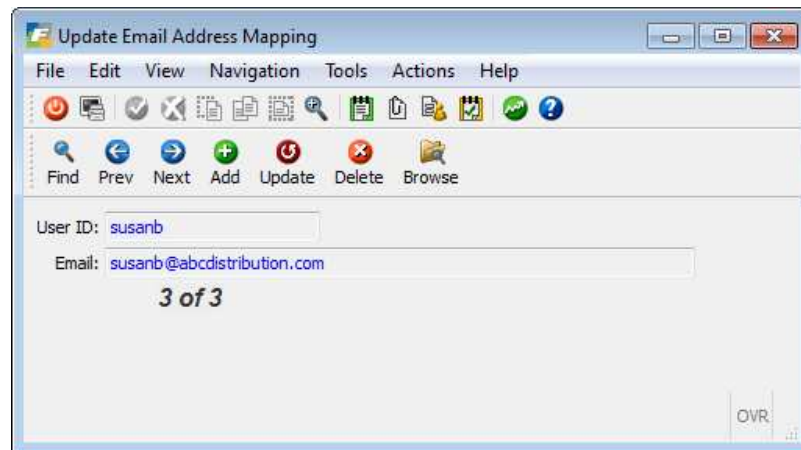 Update Email Address Mapping
File Edit View Navigation Tools Actions Help
Find Prev Next Add Update Delete Browse
User ID: susanb
Email: susanb@abcdistribution.com
3 of 3
OVR